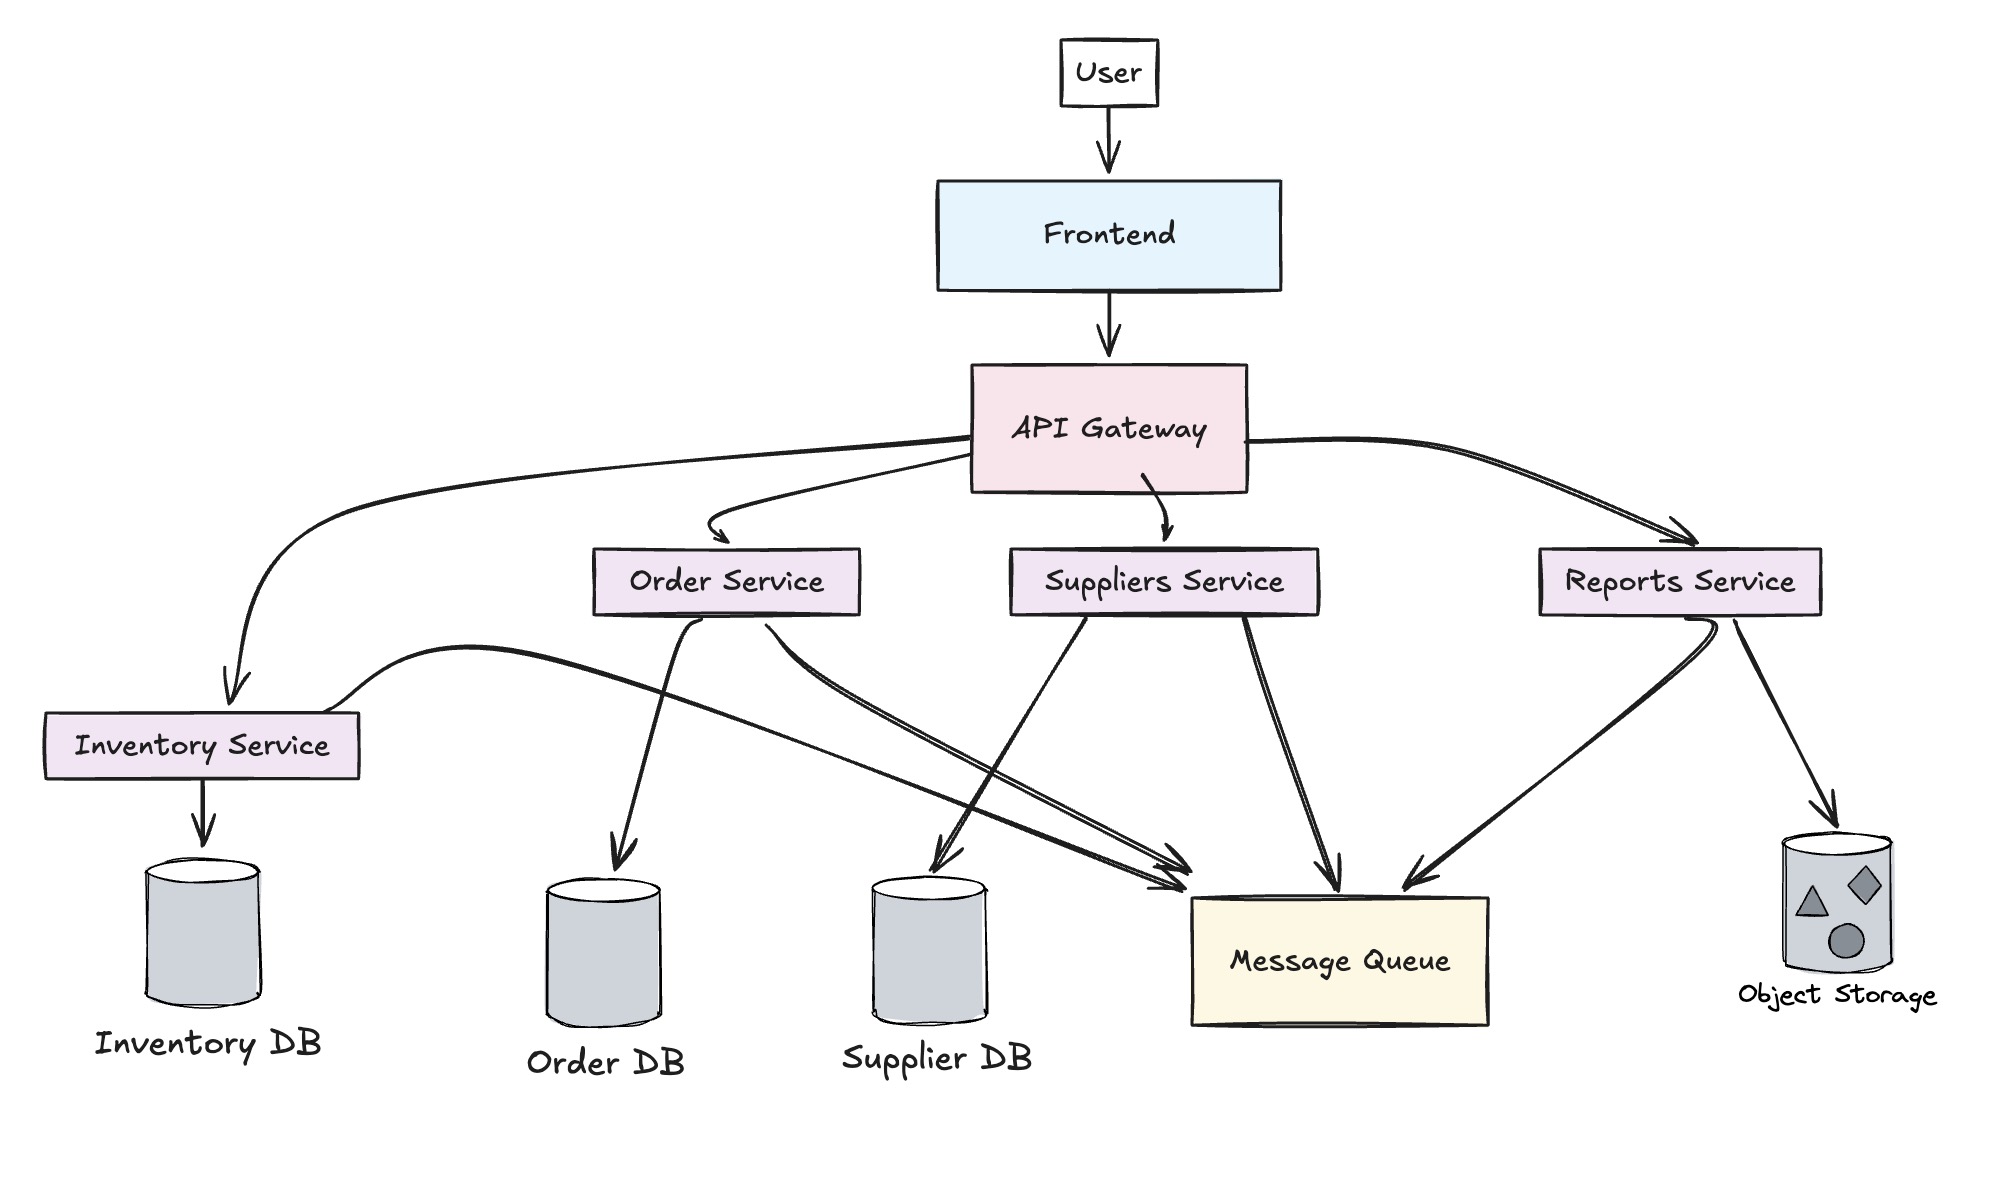 User
Frontend
API Gateway
Order Service
Suppliers Service
Reports Service
Inventory Service
Message Queue
Object Storage
Inventory DB
Order DB
Supplier DB